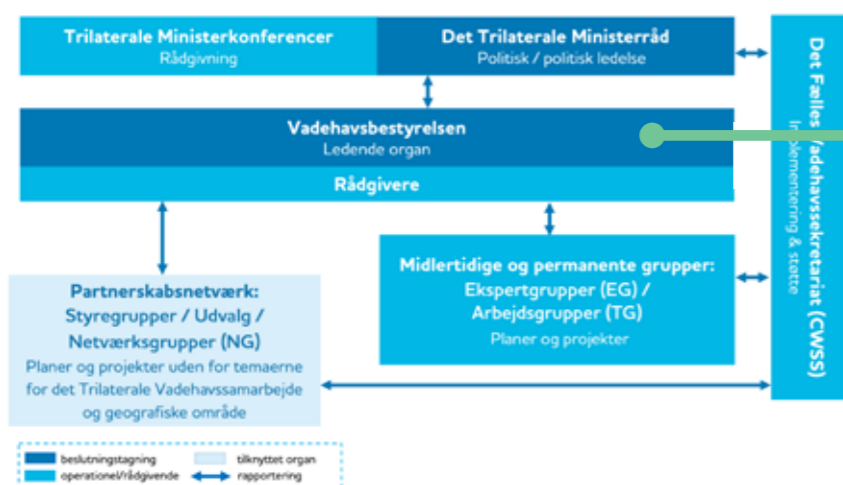 Trilaterale Ministerkonferencer
Rådgivning
Det Trilaterale Ministerråd
Politisk / politisk ledelse
Vadehavsbestyrelsen
Ledende organ
Rådgivere
Partnerskabsnetværk:
Styregrupper / Udvalg /
Netværksgrupper (NG)
Planer og projekter uden for temaerne
for det Trilaterale Vadehavssamarbejde
og geografiske område
Midlertidige og permanente grupper:
Ekspertgrupper (EG) /
Arbejdsgrupper (TG)
Planer og projekter
Det Fælles Vadehavssekretariat (CWSS)
Implementering & støtte
beslutningstagning
tilknyttet organ
operationel/rådgivende
rapportering